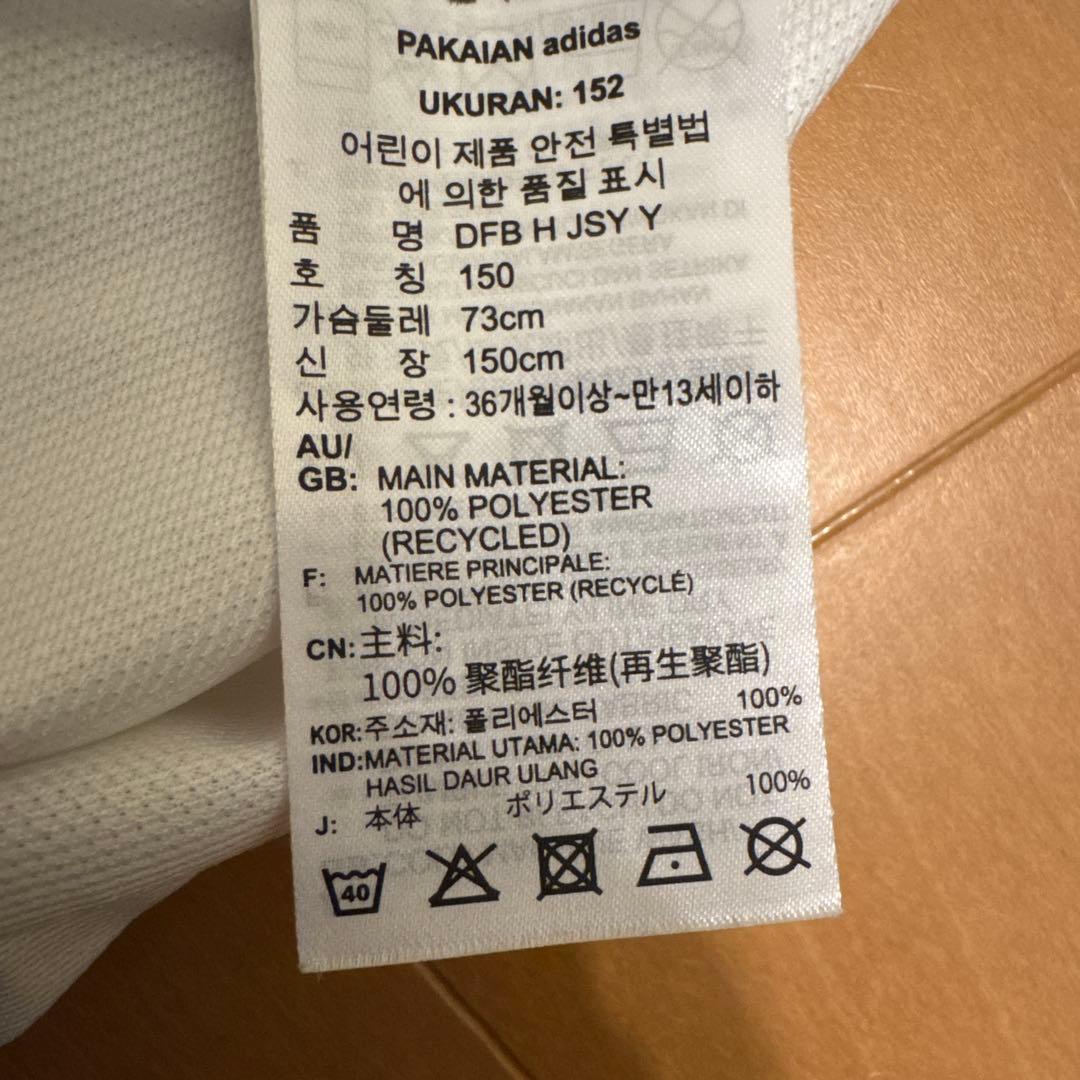 PAKAIAN adidas
UKURAN: 152
어린이 제품 안전 특별법
에 의한 품질 표시
품 명 DFB H JSY Y
호 칭 150
가슴둘레 73cm
신 장 150cm
사용연령 : 36개월이상~만13세이하
AU/
GB: MAIN MATERIAL:
100% POLYESTER
(RECYCLED)
F: MATIERE PRINCIPALE:
100% POLYESTER (RECYCLÉ)
CN: 主料:
100% 聚酯纤维(再生聚酯)
KOR: 주소재: 폴리에스터 100%
IND: MATERIAL UTAMA: 100% POLYESTER
HASIL DAUR ULANG
J: 本体 ポリエステル 100%
40